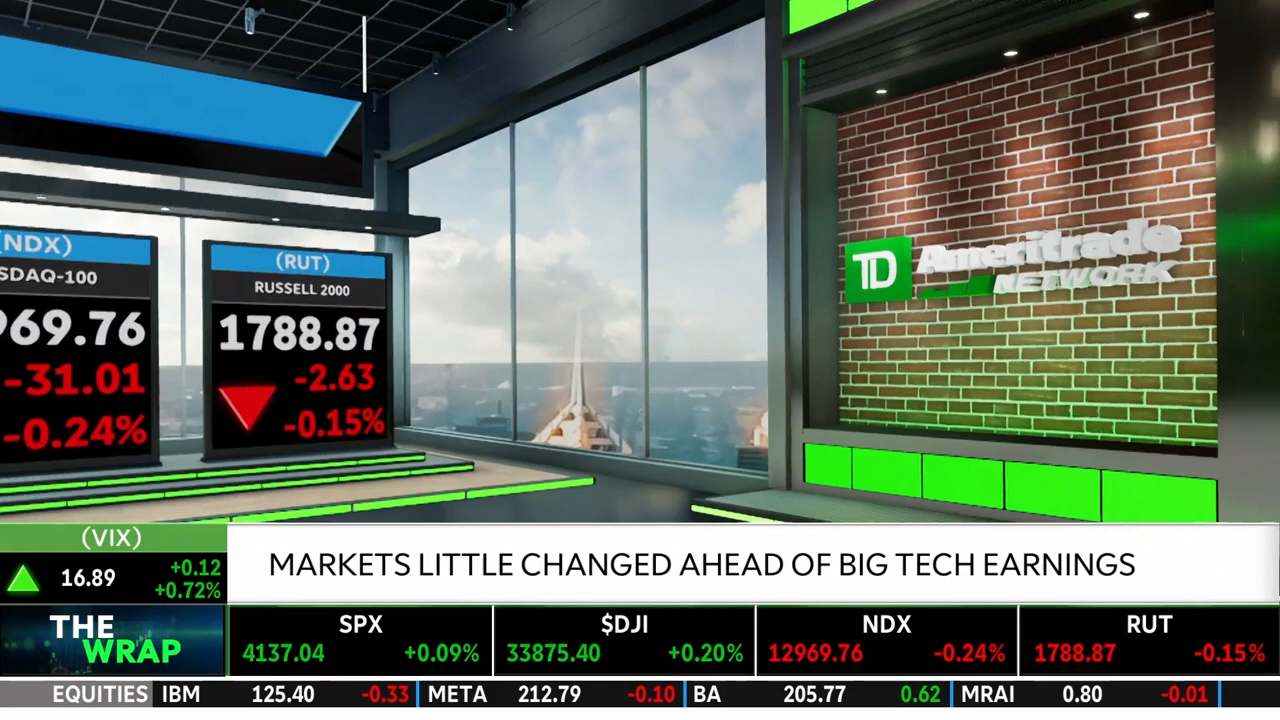 (NDX)
SDAQ-100
969.76
-31.01
-0.24%
(RUT)
RUSSELL 2000
1788.87
-2.63
-0.15%
TD Ameritrade
NETWORK
(VIX)
16.89
+0.12
+0.72%
MARKETS LITTLE CHANGED AHEAD OF BIG TECH EARNINGS
THE
WRAP
SPX
4137.04 +0.09%
$DJI
33875.40 +0.20%
NDX
12969.76 -0.24%
RUT
1788.87 -0.15%
EQUITIES IBM 125.40 -0.33 META 212.79 -0.10 BA 205.77 0.62 MRAI 0.80 -0.01